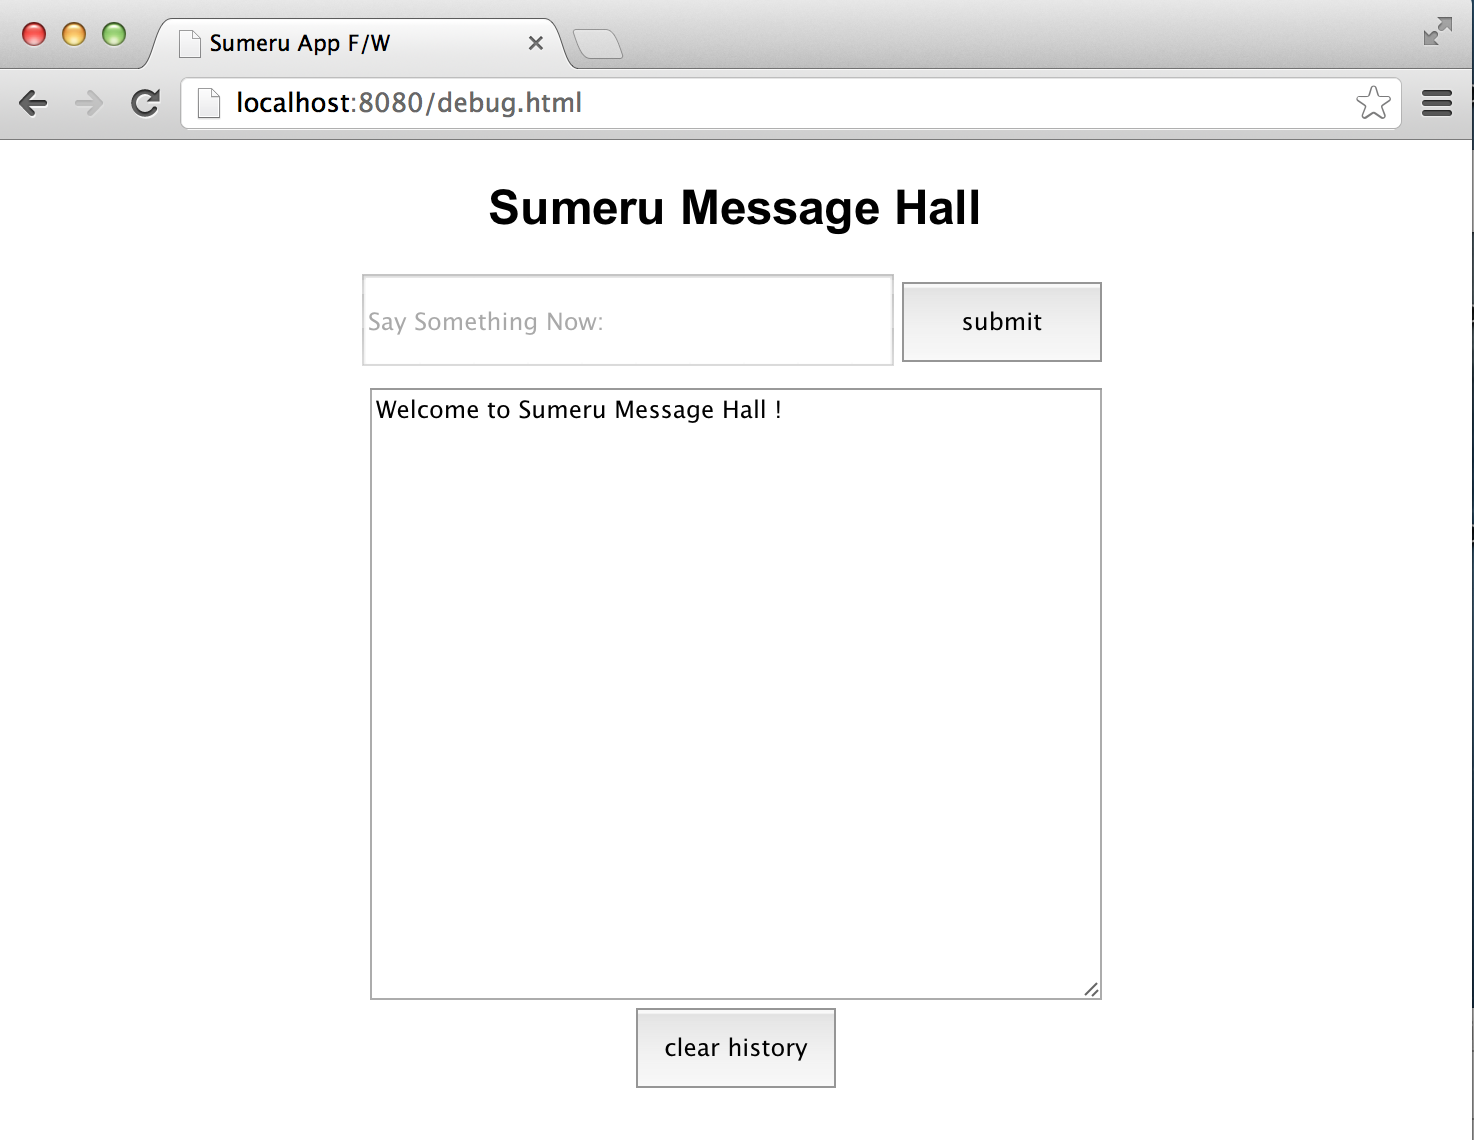 Sumeru App F/W
localhost:8080/debug.html
Sumeru Message Hall
Say Something Now:
submit
Welcome to Sumeru Message Hall !
clear history